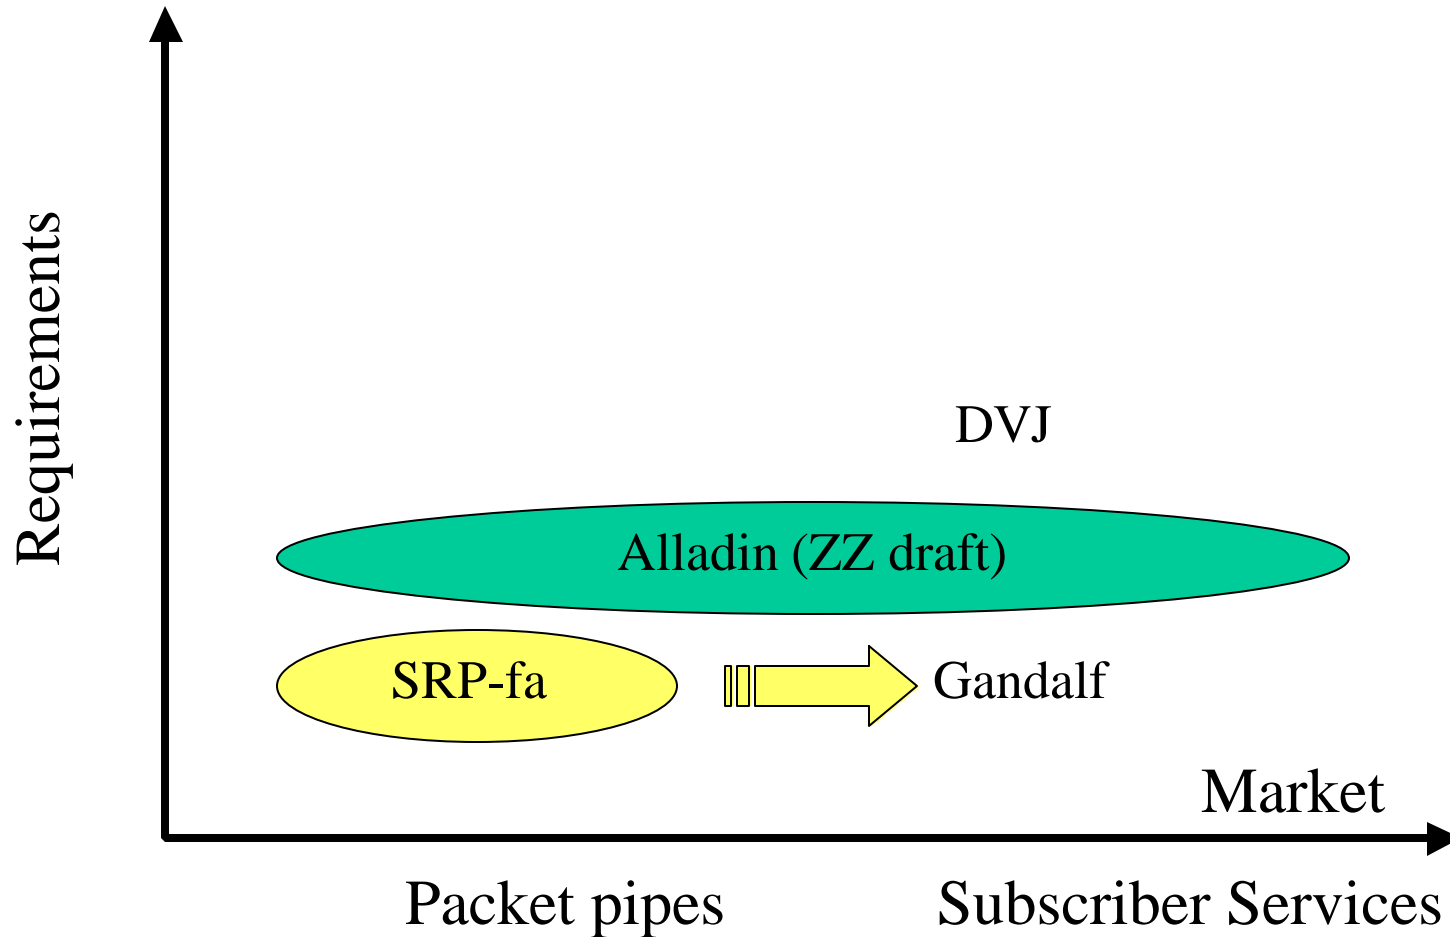 Requirements
DVJ
Alladin (ZZ draft)
SRP-fa
Gandalf
Market
Packet pipes
Subscriber Services